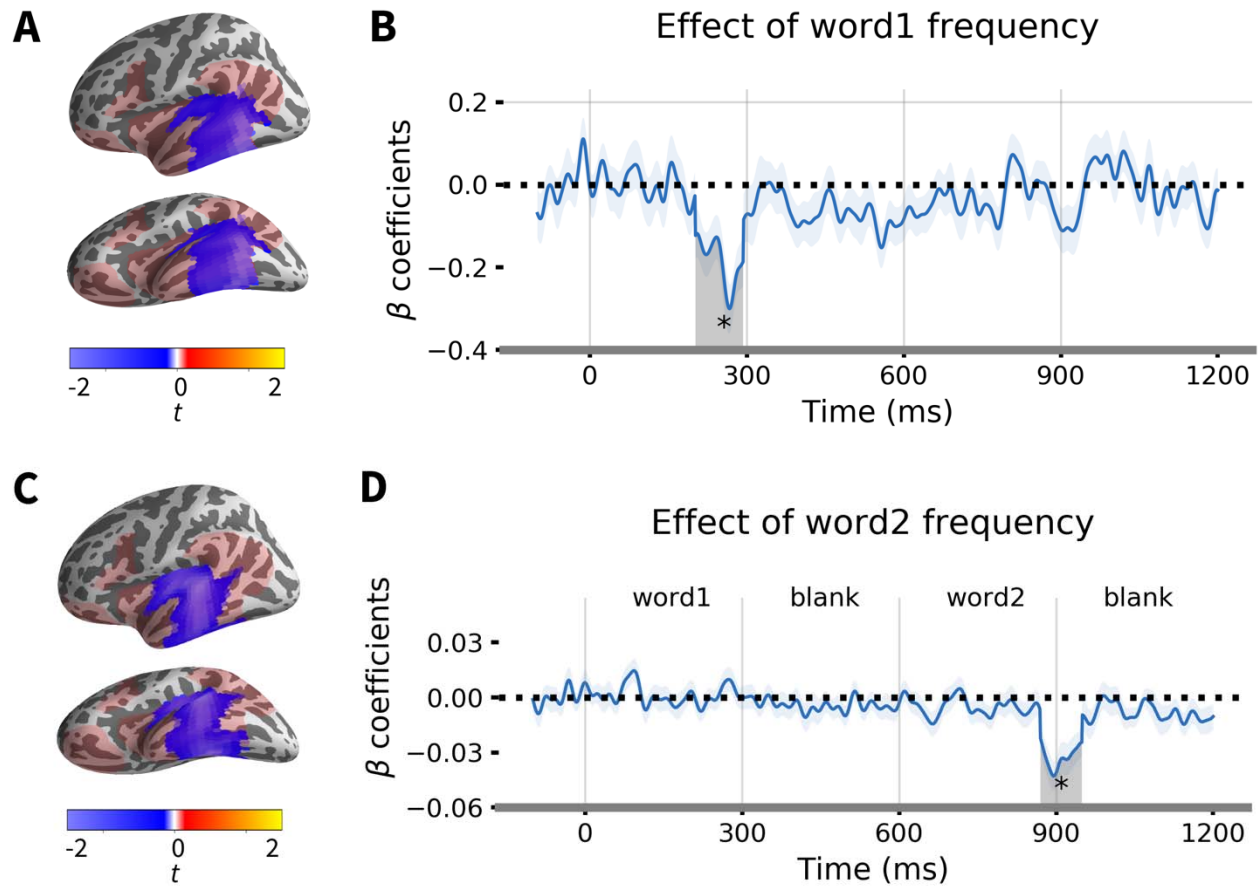 A
B
Effect of word1 frequency
β coefficients
0.2
0.0
−0.2
−0.4
*
0 300 600 900 1200
Time (ms)
-2 0 2
t
C
D
Effect of word2 frequency
word1 blank word2 blank
β coefficients
0.03
0.00
−0.03
−0.06
*
0 300 600 900 1200
Time (ms)
-2 0 2
t